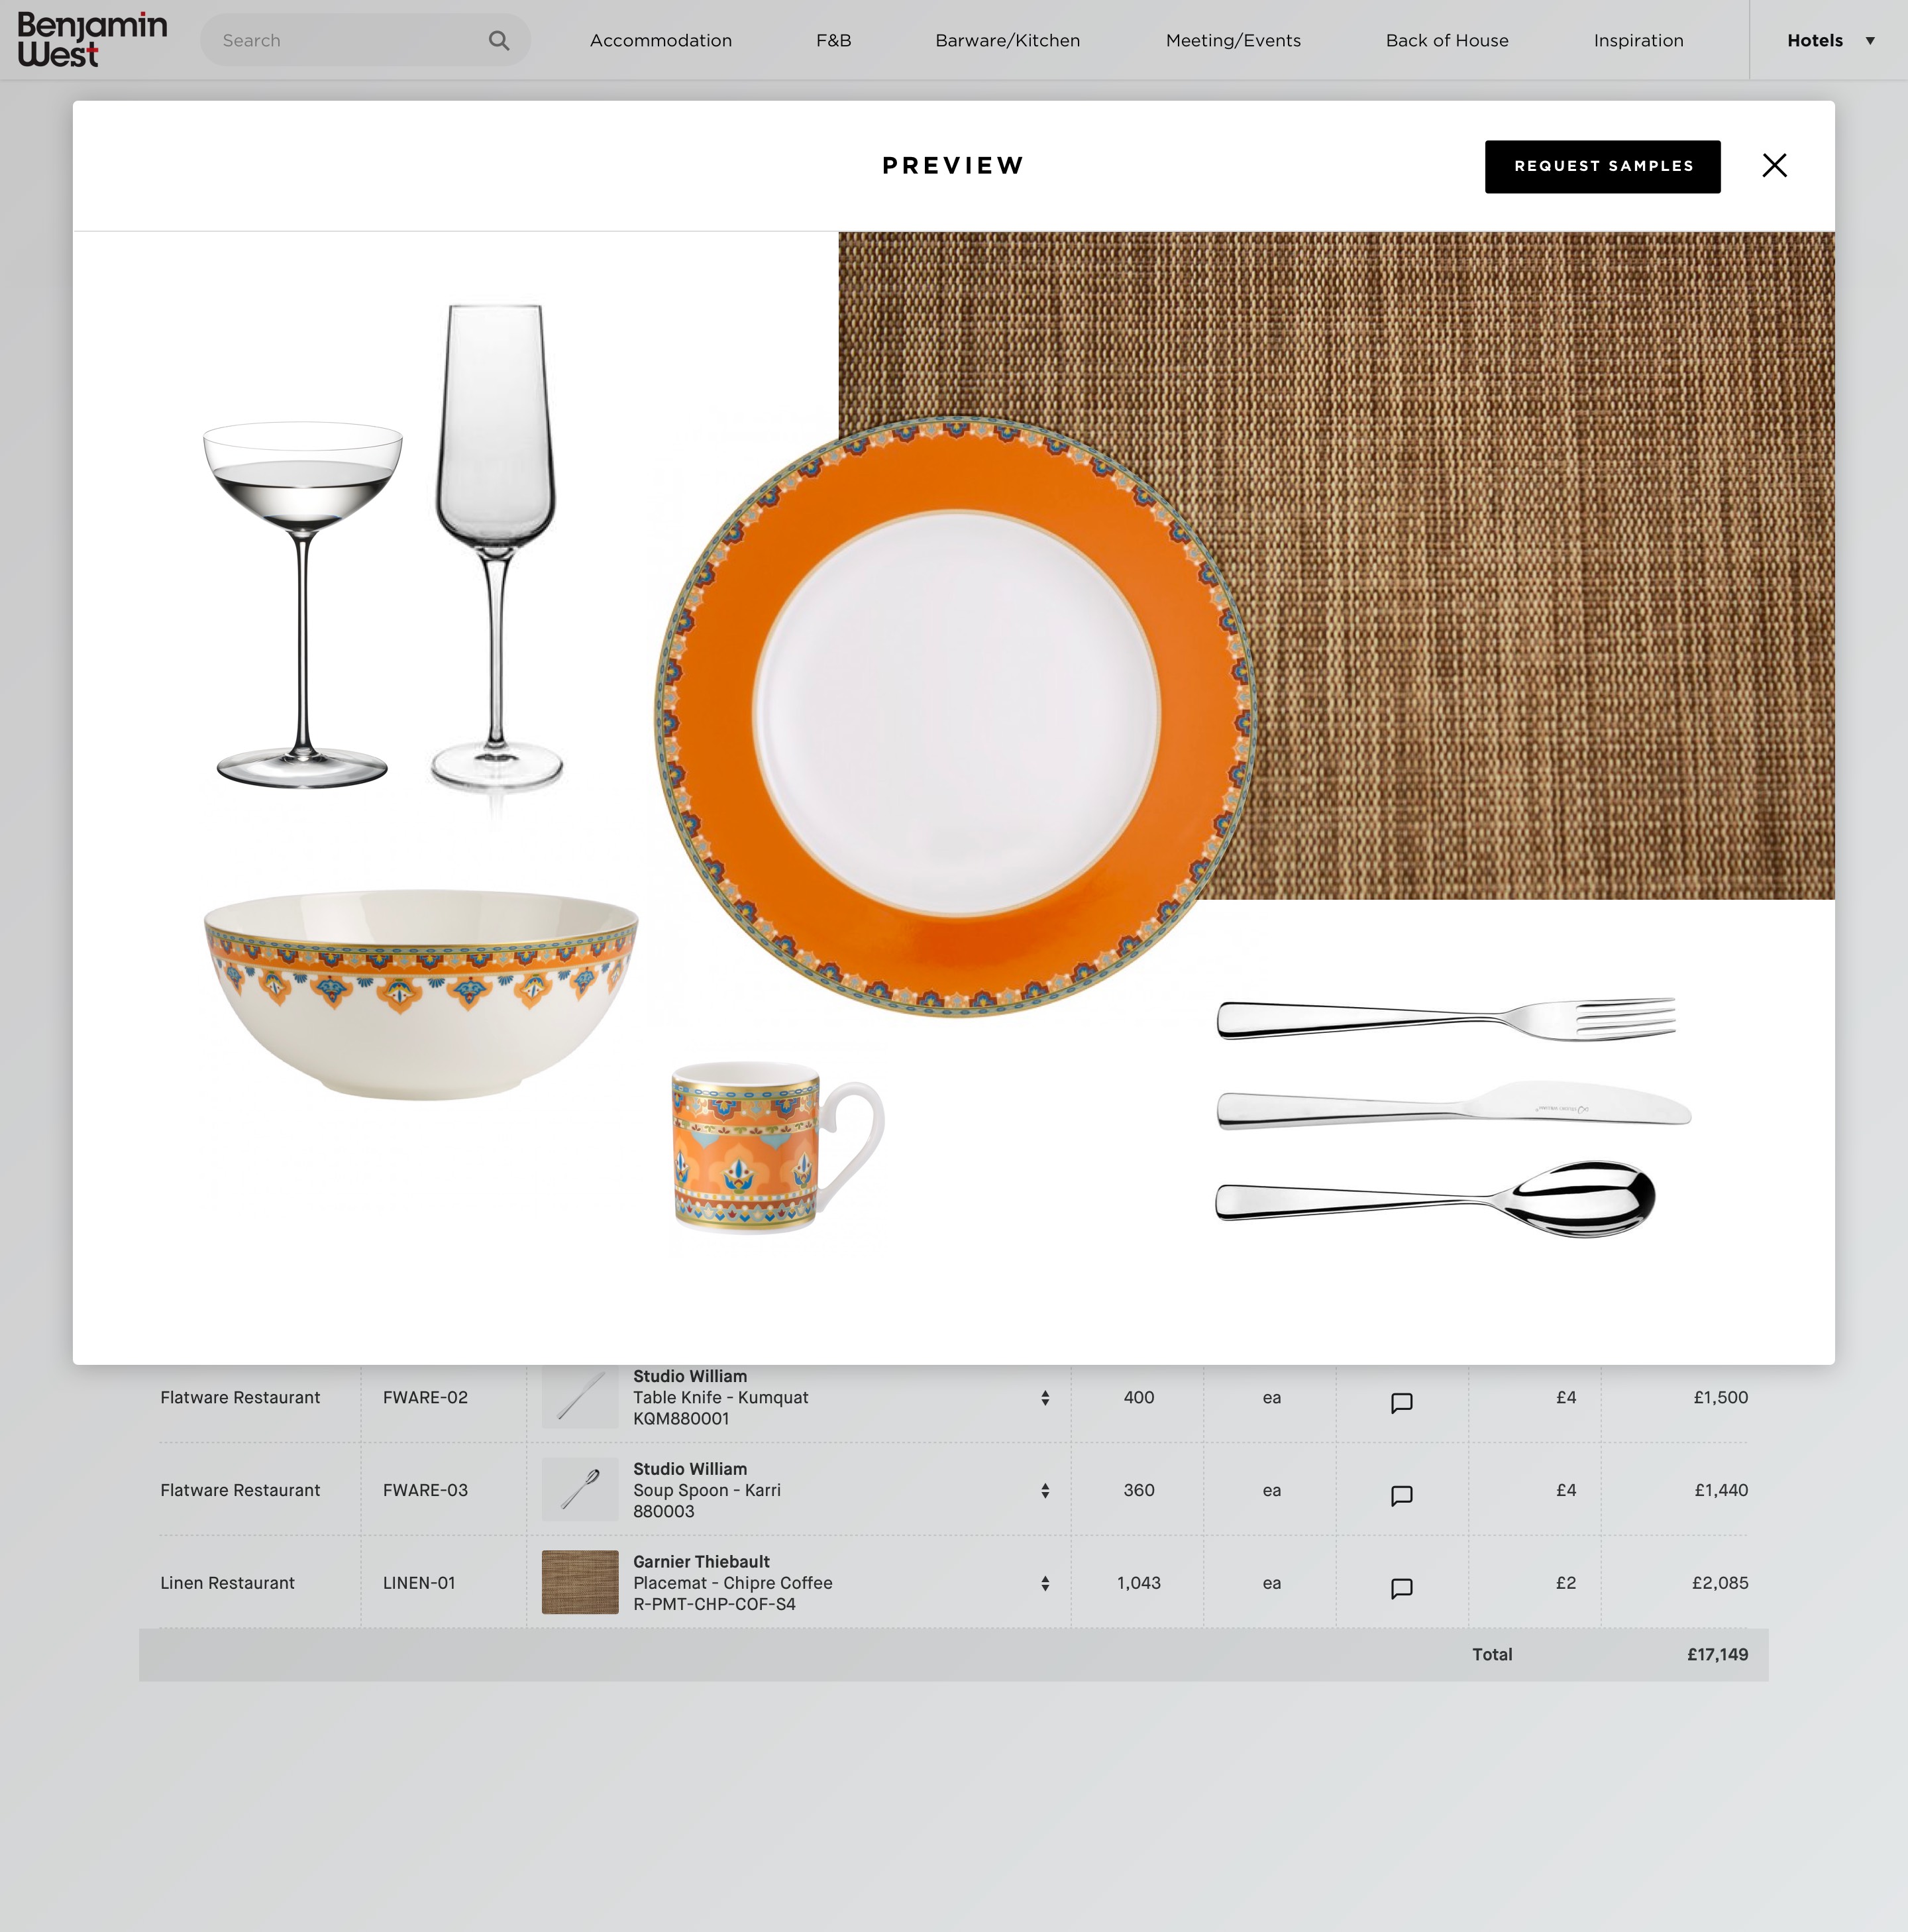 Benjamin
West
Search
Accommodation
F&B
Barware/Kitchen
Meeting/Events
Back of House
Inspiration
Hotels
PREVIEW
REQUEST SAMPLES
Flatware Restaurant
FWARE-02
Studio William
Table Knife - Kumquat
KQM880001
400
ea
£4
£1,500
Flatware Restaurant
FWARE-03
Studio William
Soup Spoon - Karri
880003
360
ea
£4
£1,440
Linen Restaurant
LINEN-01
Garnier Thiebault
Placemat - Chipre Coffee
R-PMT-CHP-COF-S4
1,043
ea
£2
£2,085
Total
£17,149